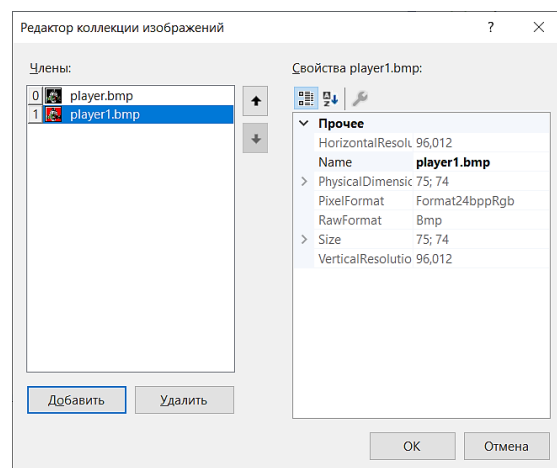 Редактор коллекции изображений
?
Члены:
0 player.bmp
1 player1.bmp
Добавить
Удалить
Свойства player1.bmp:
Прочее
HorizontalResolu 96,012
Name player1.bmp
PhysicalDimensic 75; 74
PixelFormat Format24bppRgb
RawFormat Bmp
Size 75; 74
VerticalResolutio 96,012
OK
Отмена